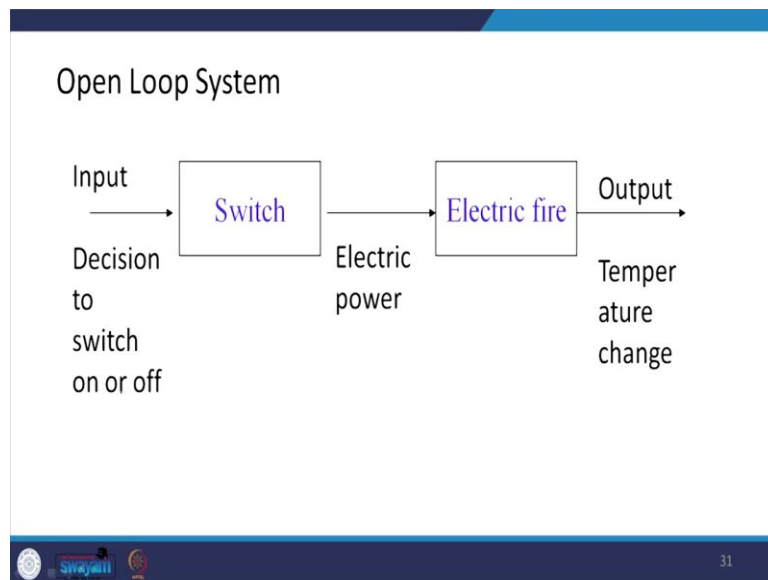 Open Loop System
Input
Switch
Electric fire
Output
Decision
to
switch
on or off
Electric
power
Temper
ature
change
swayam
31